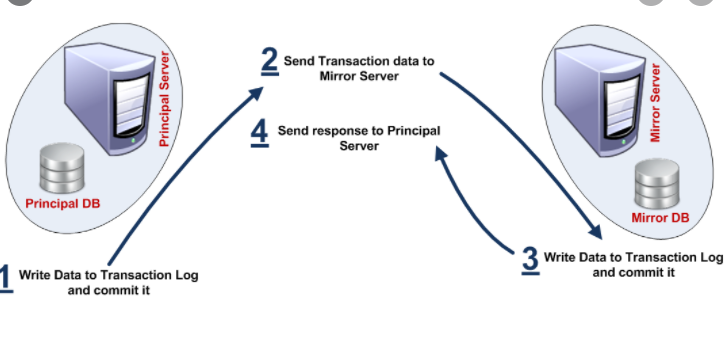 Principal Server
Principal DB
1 Write Data to Transaction Log
and commit it
2 Send Transaction data to
Mirror Server
4 Send response to Principal
Server
Mirror Server
Mirror DB
3 Write Data to Transaction Log
and commit it